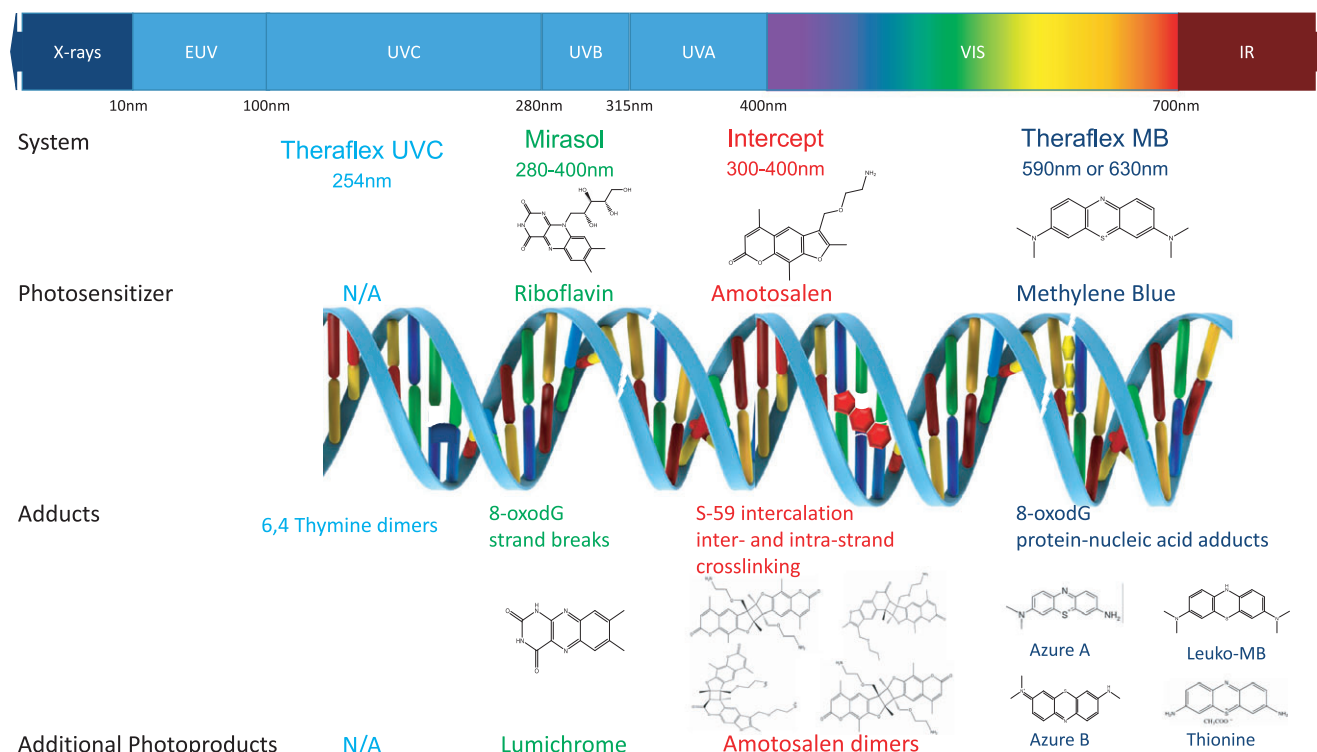 X-rays
EUV
UVC
UVB
UVA
VIS
IR
10nm
100nm
280nm
315nm
400nm
700nm
System
Theraflex UVC
254nm
Mirasol
280-400nm
Intercept
300-400nm
Theraflex MB
590nm or 630nm
Photosensitizer
N/A
Riboflavin
Amotosalen
Methylene Blue
Adducts
6,4 Thymine dimers
8-oxodG
strand breaks
S-59 intercalation
inter- and intra-strand
crosslinking
8-oxodG
protein-nucleic acid adducts
Azure A
Leuko-MB
Azure B
CH₃COO⁻
Thionine
Additional Photoproducts
N/A
Lumichrome
Amotosalen dimers